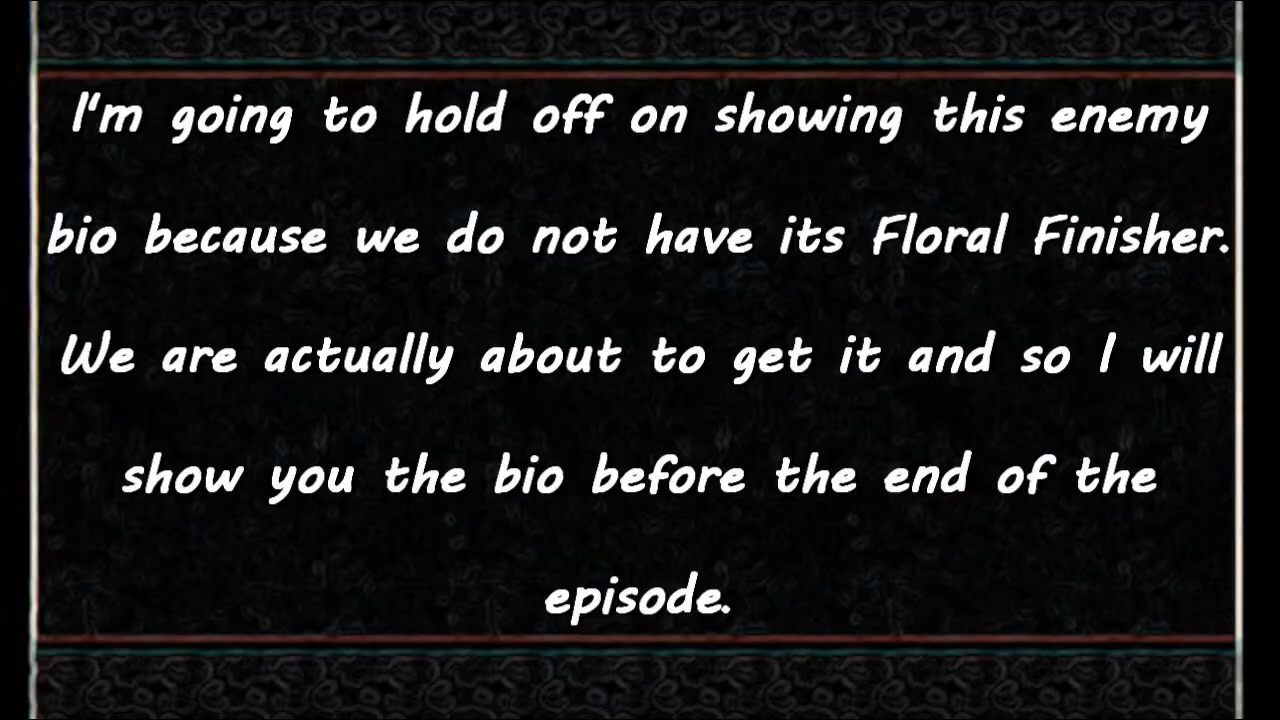 I'm going to hold off on showing this enemy
bio because we do not have its Floral Finisher.
We are actually about to get it and so I will
show you the bio before the end of the
episode.